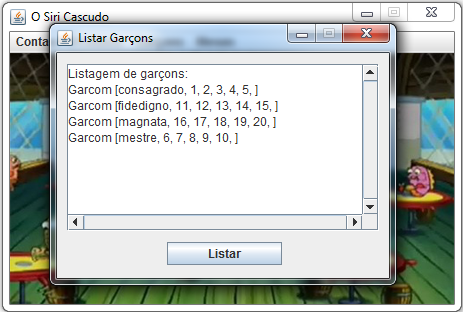 O Siri Cascudo
Conta
Listar Garçons
Listagem de garçons:
Garcom [consagrado, 1, 2, 3, 4, 5, ]
Garcom [fidedigno, 11, 12, 13, 14, 15, ]
Garcom [magnata, 16, 17, 18, 19, 20, ]
Garcom [mestre, 6, 7, 8, 9, 10, ]
Listar